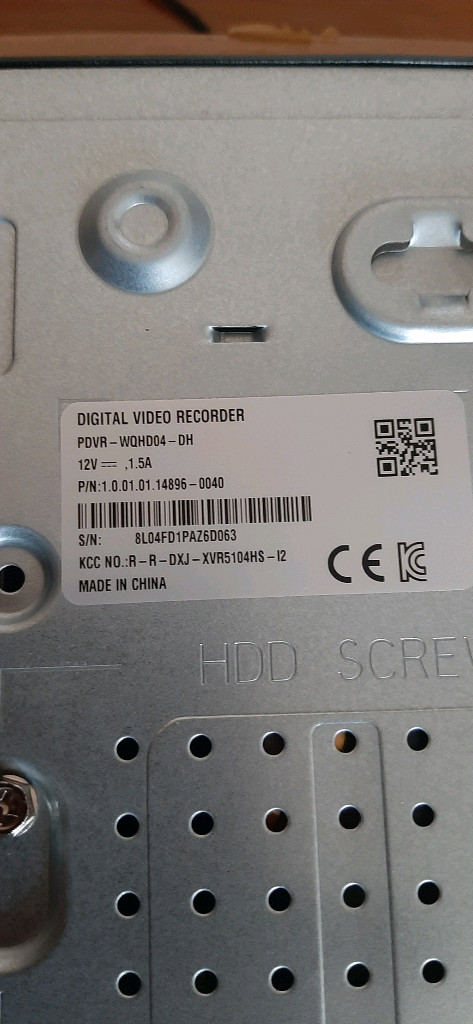 DIGITAL VIDEO RECORDER
PDVR-WQHD04-DH
12V⎓ ,1.5A
P/N:1.0.01.01.14896-0040
S/N: 8L04FD1PAZ6D063
KCC NO.:R-R-DXJ-XVR5104HS-I2
MADE IN CHINA
CE KC
HDD SCREW